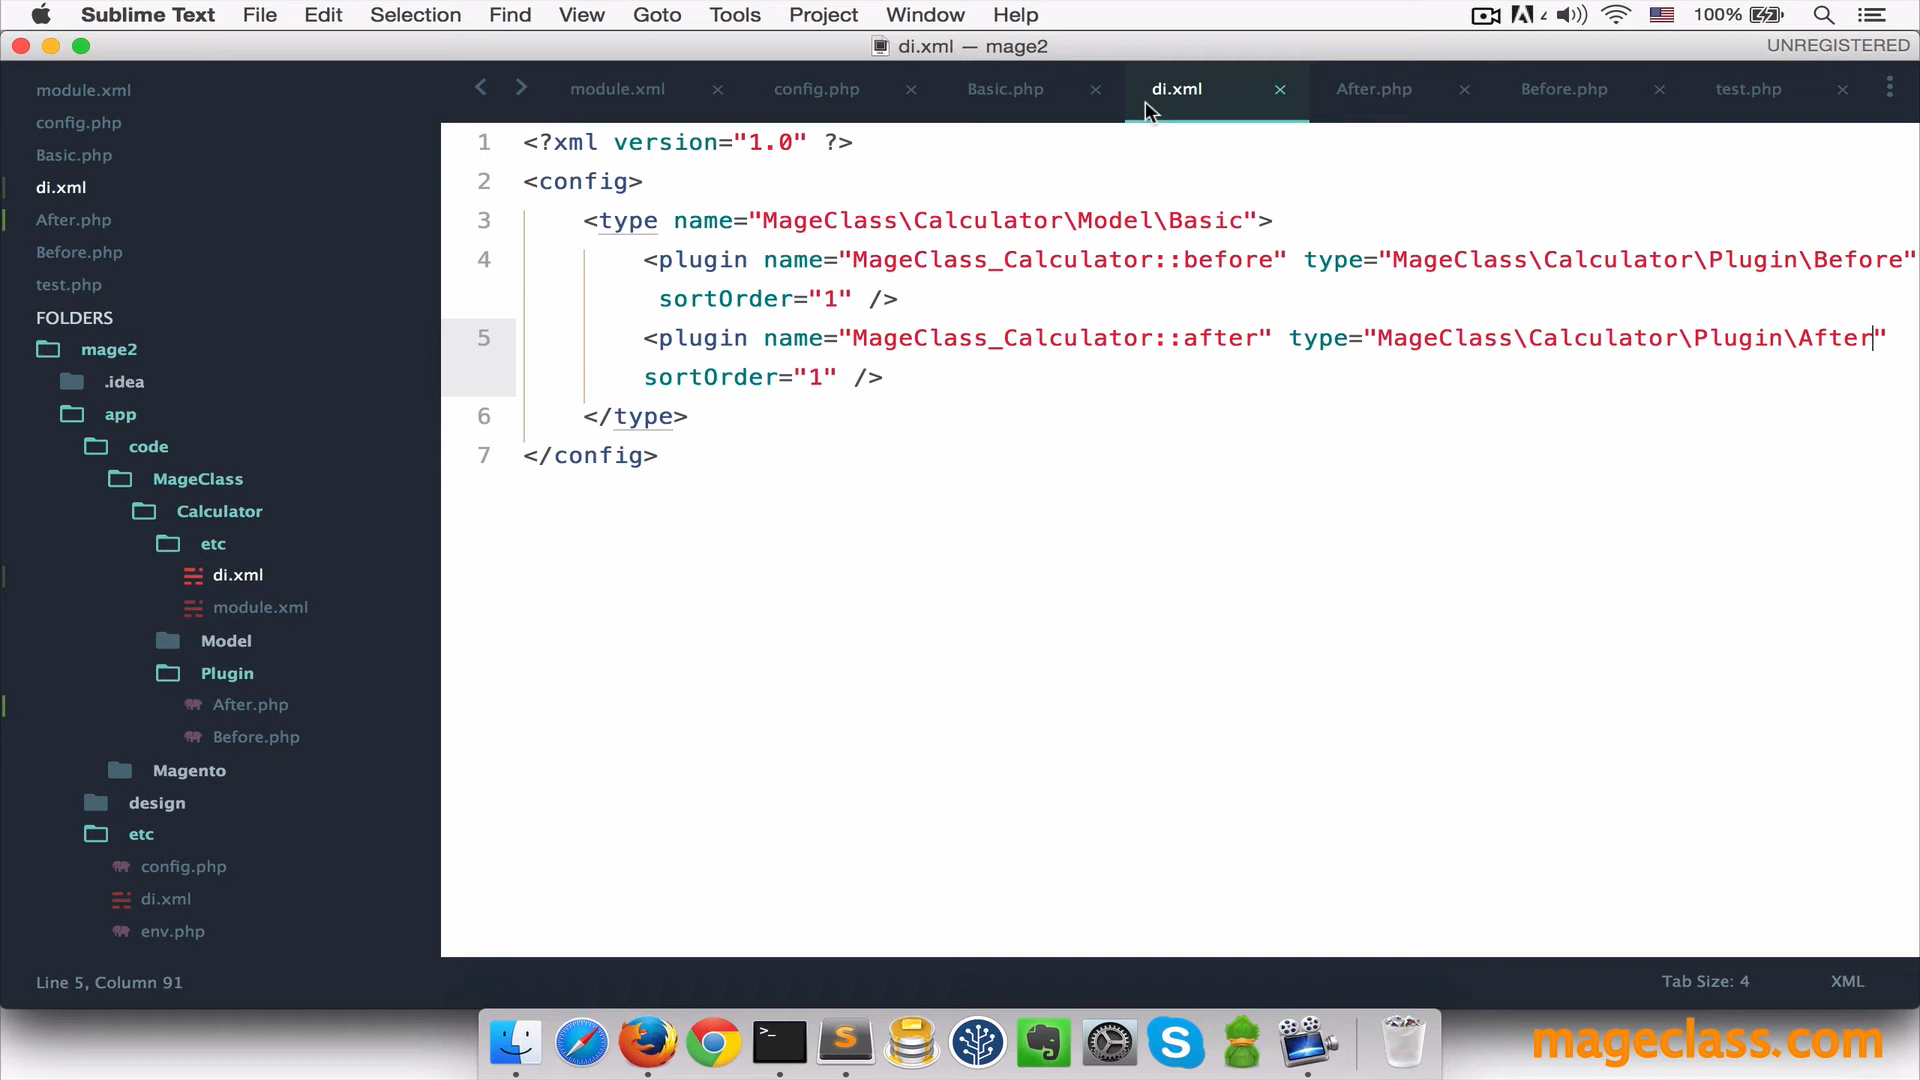 Sublime Text File Edit Selection Find View Goto Tools Project Window Help 4 100%
di.xml — mage2 UNREGISTERED
module.xml config.php Basic.php di.xml After.php Before.php test.php
module.xml
config.php
Basic.php
di.xml
After.php
Before.php
test.php
FOLDERS
mage2
.idea
app
code
MageClass
Calculator
etc
di.xml
module.xml
Model
Plugin
After.php
Before.php
Magento
design
etc
config.php
di.xml
env.php
1 <?xml version="1.0" ?>
2 <config>
3 <type name="MageClass\Calculator\Model\Basic">
4 <plugin name="MageClass_Calculator::before" type="MageClass\Calculator\Plugin\Before"
sortOrder="1" />
5 <plugin name="MageClass_Calculator::after" type="MageClass\Calculator\Plugin\After"
sortOrder="1" />
6 </type>
7 </config>
Line 5, Column 91 Tab Size: 4 XML
>_ S S
mageclass.com